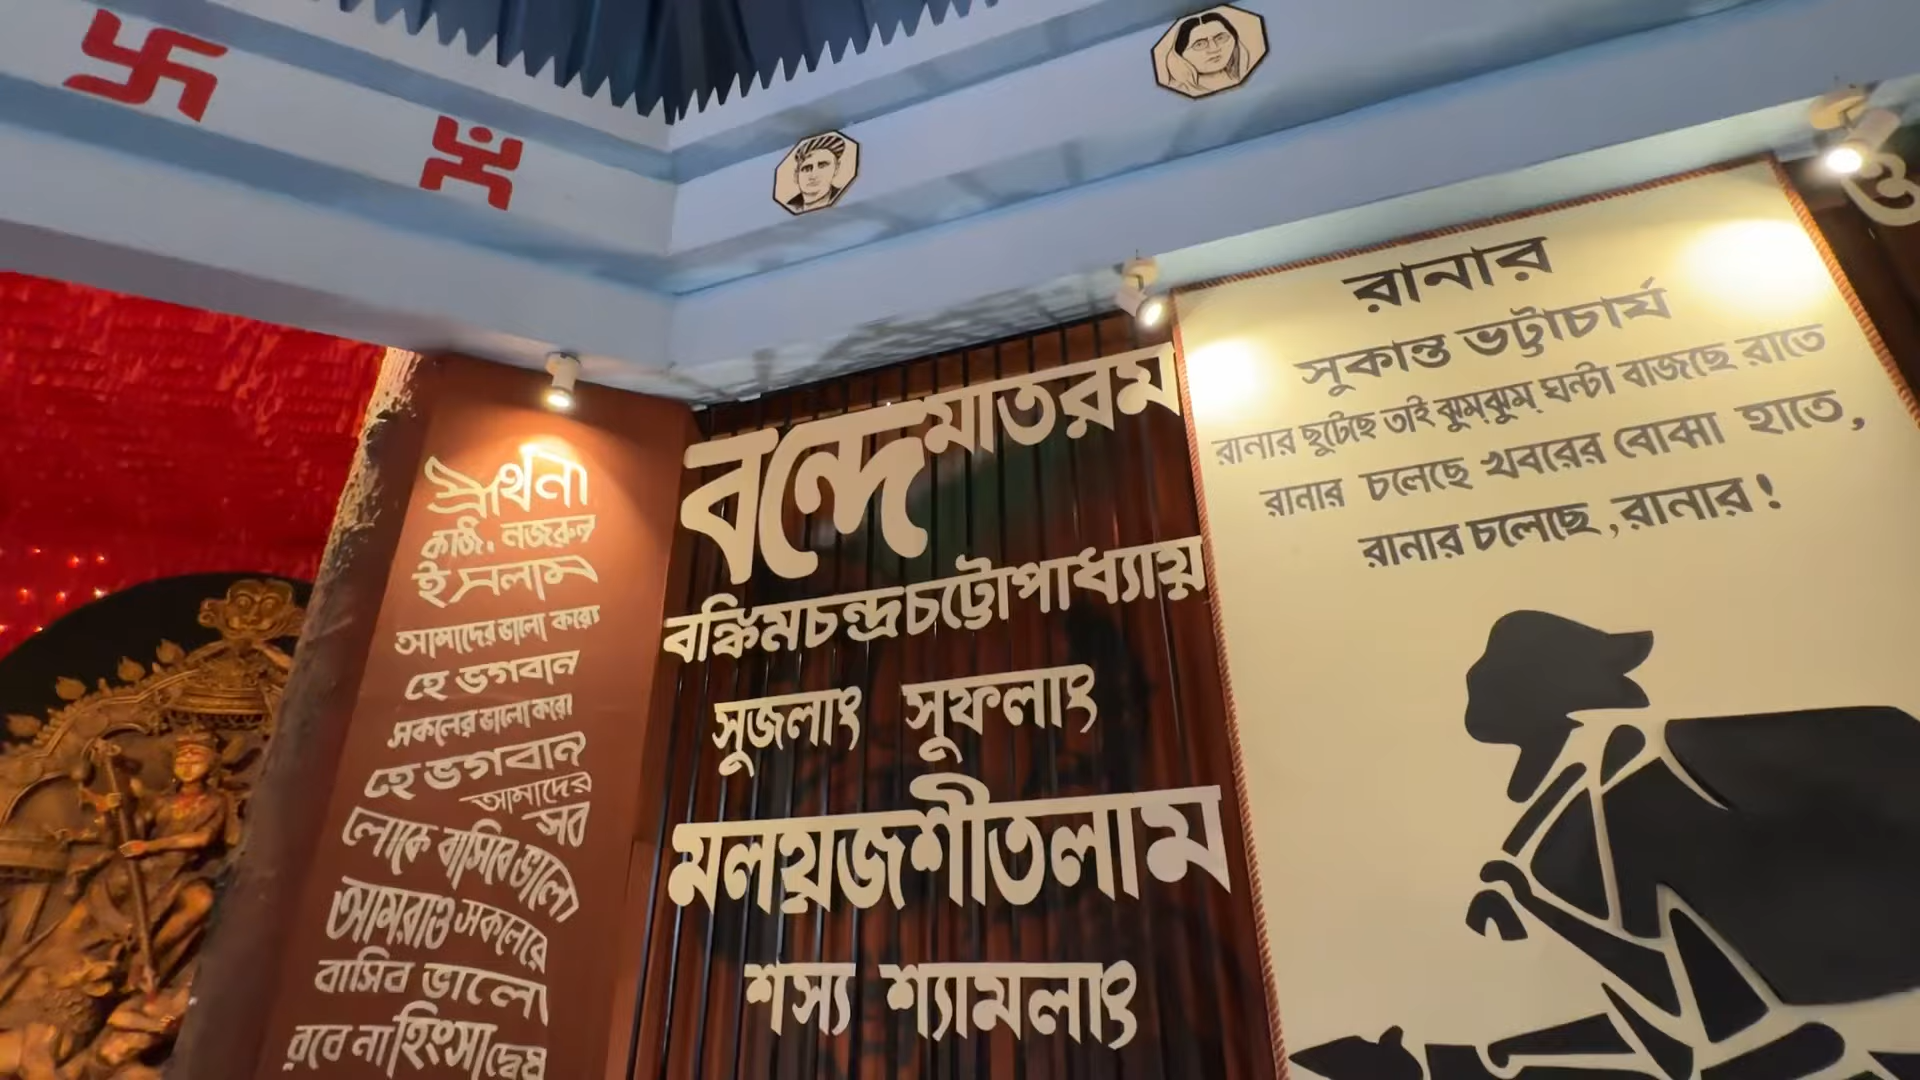 প্রার্থনা
কাজী নজরুল
ইসলাম
আমাদের ভালো করো
হে ভগবান
সকলের ভালো করো
হে ভগবান
আমাদের
সব
লোকে বাসিবে ভালো
আমরাও সকলেরে
বাসিব ভালো
রবে না হিংসা দ্বেষ
বন্দে মাতরম
বঙ্কিমচন্দ্র চট্টোপাধ্যায়
সুজলাং সুফলাং
মলয়জশীতলাম
শস্য শ্যামলাং
রানার
সুকান্ত ভট্টাচার্য
রানার ছুটেছে তাই ঝুমঝুম্ ঘন্টা বাজছে রাতে
রানার চলেছে খবরের বোঝা হাতে,
রানার চলেছে, রানার!